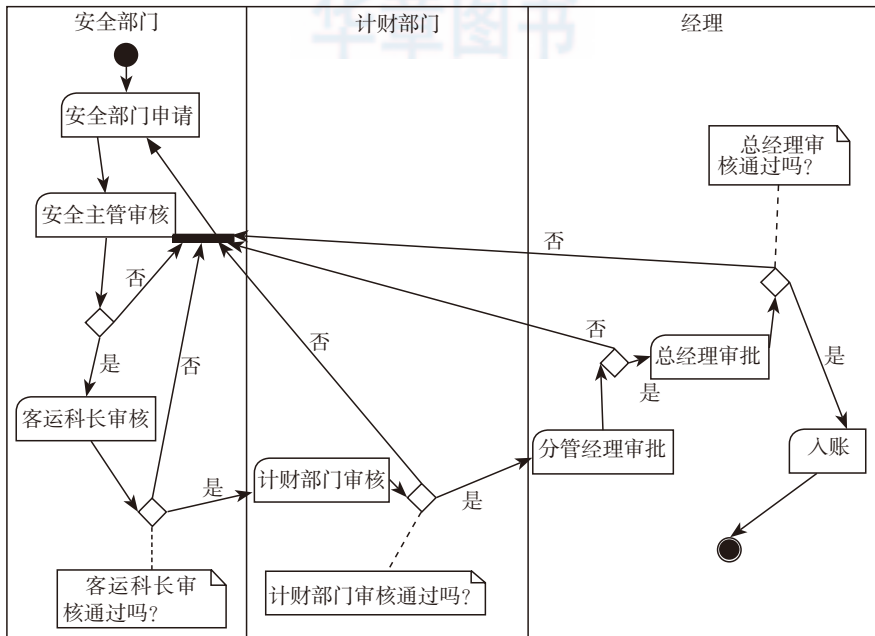 安全部门
计财部门
经理
华章图书
安全部门申请
总经理审
核通过吗？
安全主管审核
否
否
否
否
否
是
总经理审批
是
是
客运科长审核
入账
分管经理审批
计财部门审核
是
是
客运科长审
核通过吗？
计财部门审核通过吗？